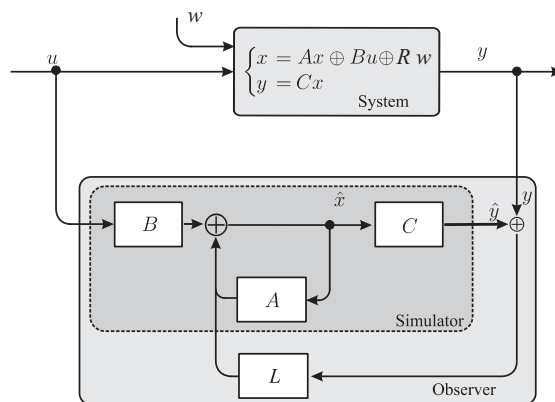 w
u
x = Ax ⊕ Bu ⊕ R w
y = Cx
System
y
x̂
y
ŷ
B
⊕
C
⊕
A
Simulator
L
Observer